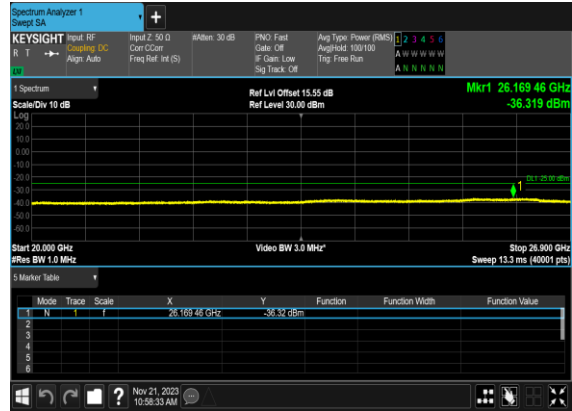 Spectrum Analyzer 1
Swept SA
+
KEYSIGHT
R T
Input: RF
Coupling: DC
Align: Auto
Input Z: 50 Ω
Corr CCorr
Freq Ref: Int (S)
#Atten: 30 dB
PNO: Fast
Gate: Off
IF Gain: Low
Sig Track: Off
Avg Type: Power (RMS)
Avg|Hold: 100/100
Trig: Free Run
1 2 3 4 5 6
A W W W W W
A N N N N N
1 Spectrum
Scale/Div 10 dB
Ref Lvl Offset 15.55 dB
Ref Level 30.00 dBm
Mkr1 26.169 46 GHz
-36.319 dBm
Log
20.0
10.0
0.00
-10.0
-20.0
-30.0
-40.0
-50.0
-60.0
DL1 -25.00 dBm
1
Start 20.000 GHz
#Res BW 1.0 MHz
Video BW 3.0 MHz*
Stop 26.900 GHz
Sweep 13.3 ms (40001 pts)
5 Marker Table
Mode Trace Scale X Y Function Function Width Function Value
1 N 1 f 26.169 46 GHz -36.32 dBm
2
3
4
5
6
?
Nov 21, 2023
10:58:33 AM